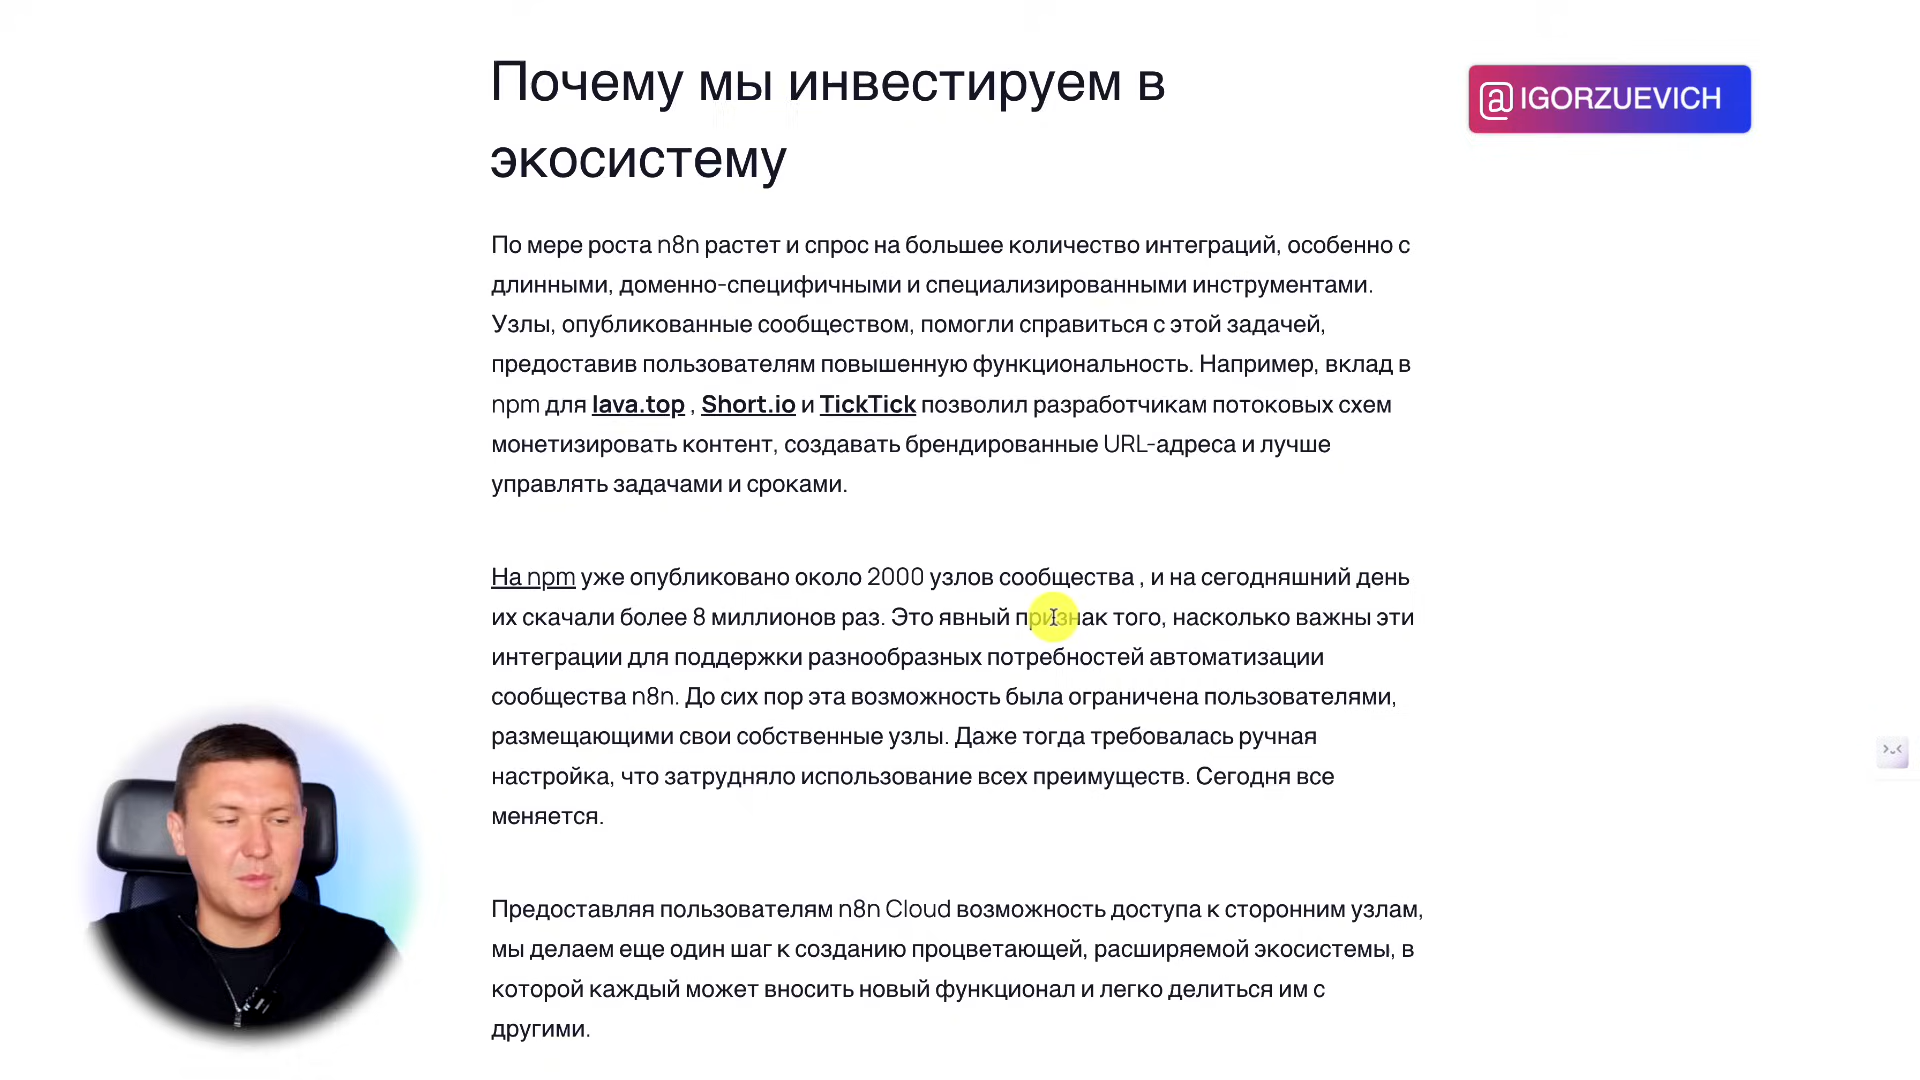 Почему мы инвестируем в
экосистему
@IGORZUEVICH
По мере роста n8n растет и спрос на большее количество интеграций, особенно с
длинными, доменно-специфичными и специализированными инструментами.
Узлы, опубликованные сообществом, помогли справиться с этой задачей,
предоставив пользователям повышенную функциональность. Например, вклад в
npm для lava.top , Short.io и TickTick позволил разработчикам потоковых схем
монетизировать контент, создавать брендированные URL-адреса и лучше
управлять задачами и сроками.
На npm уже опубликовано около 2000 узлов сообщества , и на сегодняшний день
их скачали более 8 миллионов раз. Это явный признак того, насколько важны эти
интеграции для поддержки разнообразных потребностей автоматизации
сообщества n8n. До сих пор эта возможность была ограничена пользователями,
размещающими свои собственные узлы. Даже тогда требовалась ручная
настройка, что затрудняло использование всех преимуществ. Сегодня все
меняется.
Предоставляя пользователям n8n Cloud возможность доступа к сторонним узлам,
мы делаем еще один шаг к созданию процветающей, расширяемой экосистемы, в
которой каждый может вносить новый функционал и легко делиться им с
другими.